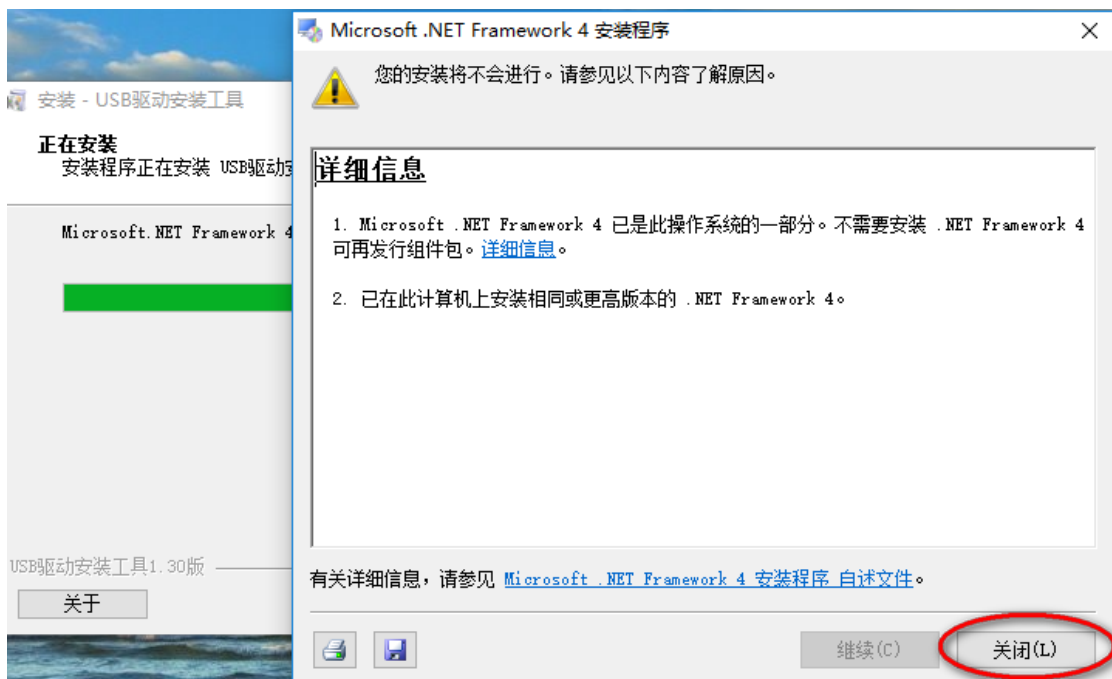 Microsoft .NET Framework 4 安装程序
您的安装将不会进行。请参见以下内容了解原因。
安装 - USB驱动安装工具
正在安装
安装程序正在安装 USB驱动
Microsoft.NET Framework 4
详细信息
1. Microsoft .NET Framework 4 已是此操作系统的一部分。不需要安装 .NET Framework 4
可再发行组件包。详细信息。
2. 已在此计算机上安装相同或更高版本的 .NET Framework 4。
USB驱动安装工具1.30版
关于
有关详细信息，请参见 Microsoft .NET Framework 4 安装程序 自述文件。
继续(C)
关闭(L)